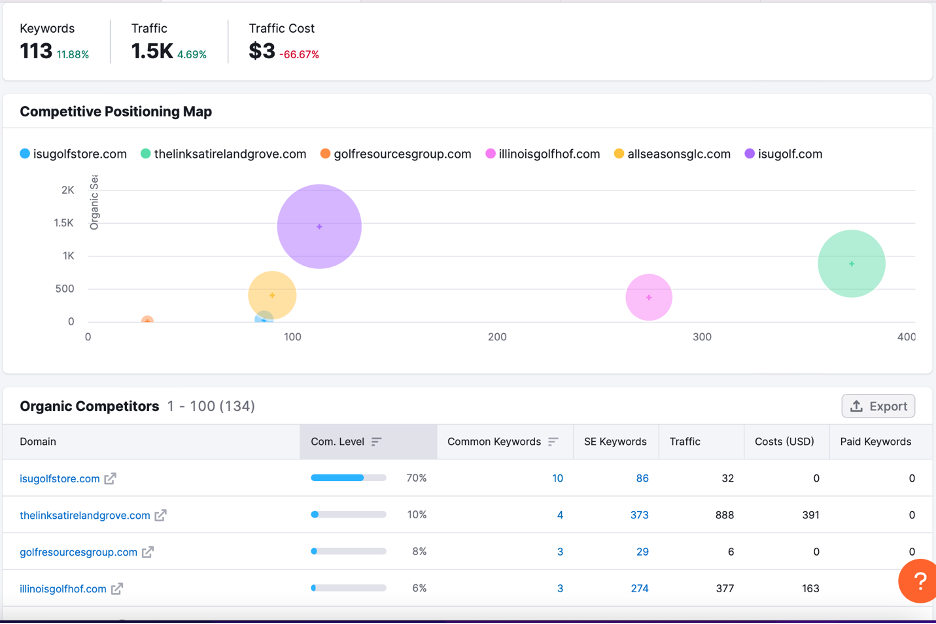 Keywords Traffic Traffic Cost
113 11.88% 1.5K 4.69% $3 -66.67%
Competitive Positioning Map
isugolfstore.com thelinksatirelandgrove.com golfresourcesgroup.com illinoisgolfhof.com allseasonsglc.com isugolf.com
Organic Sea
2K
1.5K
1K
500
0
0 100 200 300 400
Organic Competitors 1 - 100 (134) Export
Domain Com. Level Common Keywords SE Keywords Traffic Costs (USD) Paid Keywords
isugolfstore.com 70% 10 86 32 0 0
thelinksatirelandgrove.com 10% 4 373 888 391 0
golfresourcesgroup.com 8% 3 29 6 0 0
illinoisgolfhof.com 6% 3 274 377 163
?